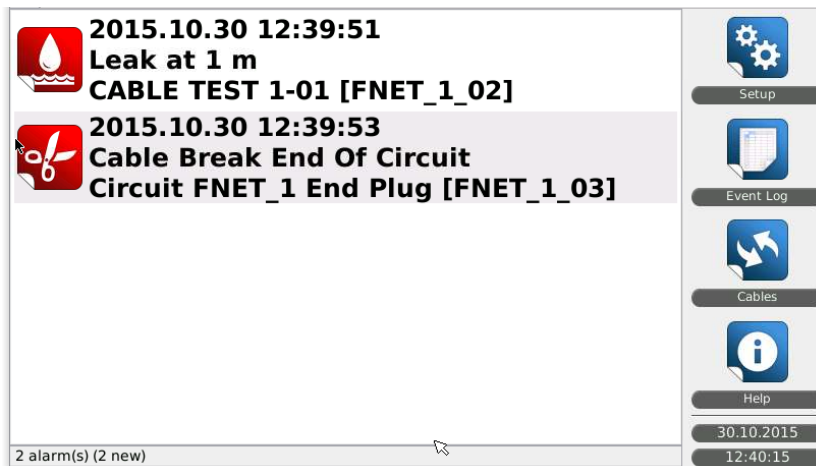 2015.10.30 12:39:51
Leak at 1 m
CABLE TEST 1-01 [FNET_1_02]
2015.10.30 12:39:53
Cable Break End Of Circuit
Circuit FNET_1 End Plug [FNET_1_03]
2 alarm(s) (2 new)
Setup
Event Log
Cables
i
Help
30.10.2015
12:40:15